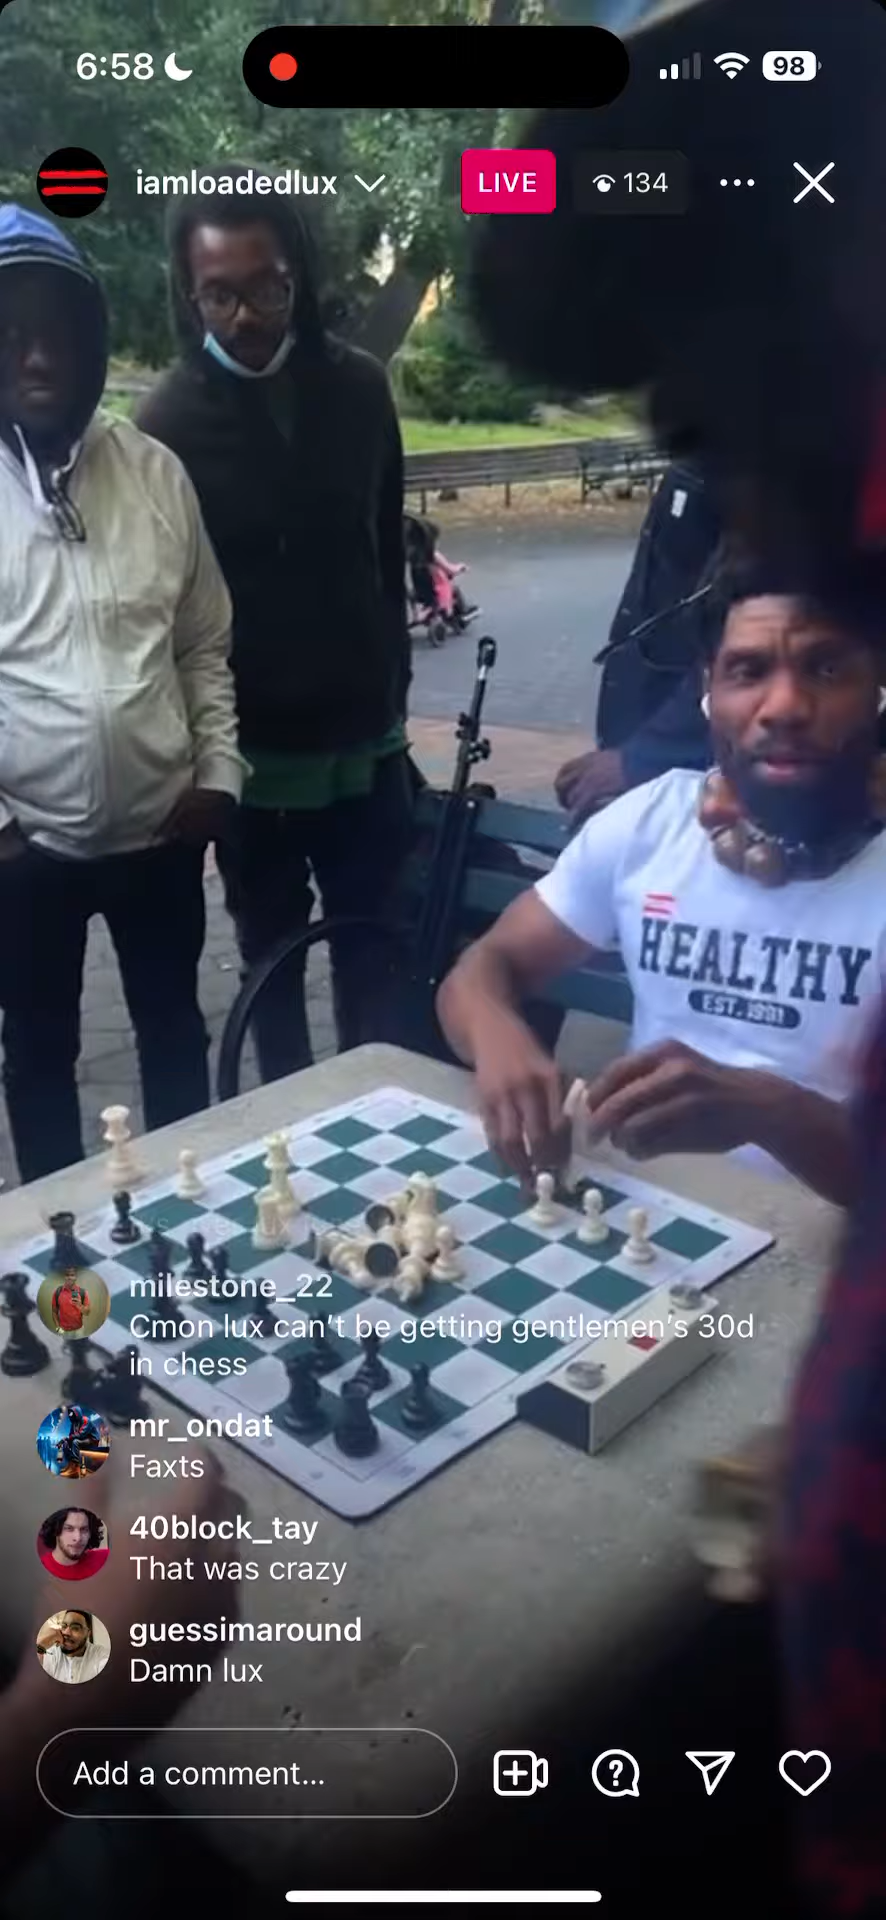 6:58
98
iamloadedlux
LIVE
134
HEALTHY
EST. 1991
milestone_22
Cmon lux can't be getting gentlemen's 30d
in chess
mr_ondat
Faxts
40block_tay
That was crazy
guessimaround
Damn lux
Add a comment...